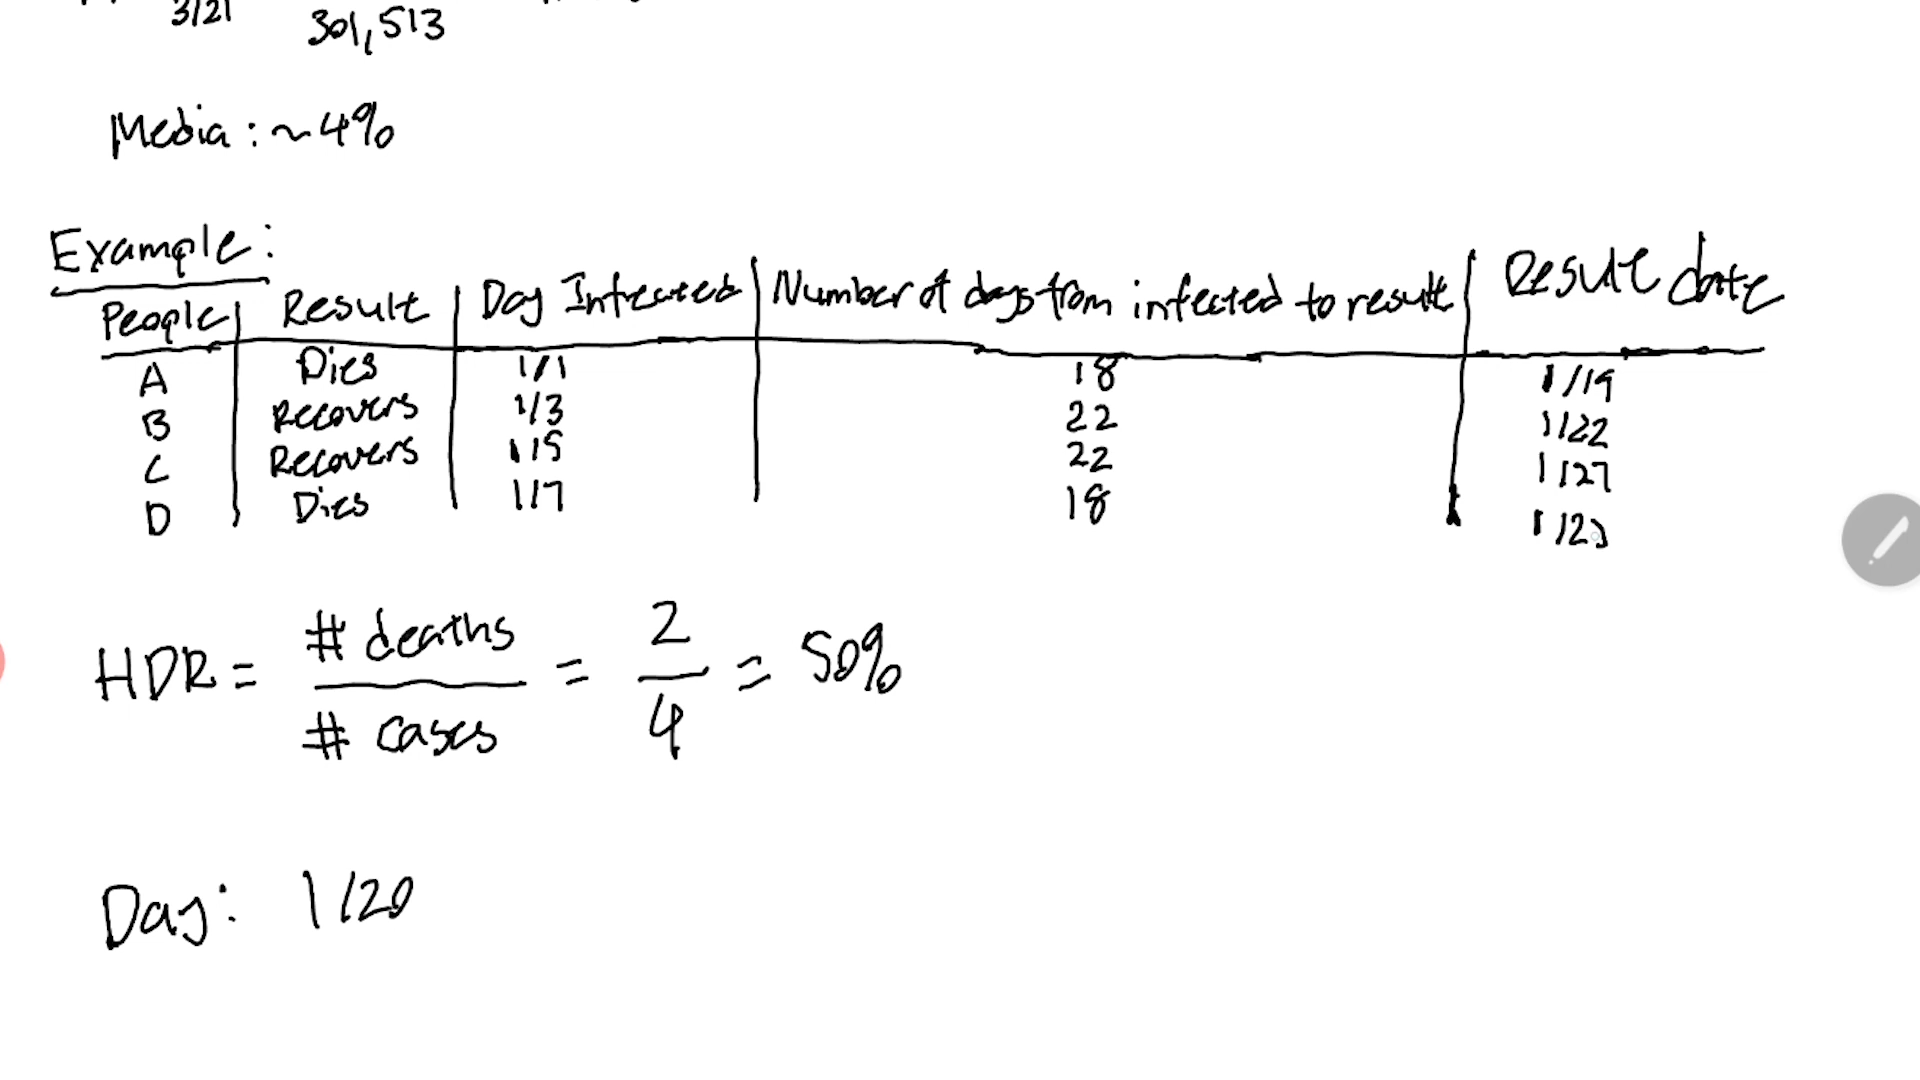 3/21
301,513
Media: ~4%
Example:
People | Result | Day Infected | Number of days from infected to result | Result date
A | Dies | 1/1 | 18 | 1/19
B | Recovers | 1/3 | 22 | 1/22
C | Recovers | 1/5 | 22 | 1/27
D | Dies | 1/7 | 18
HDR = # deaths / # cases = 2/4 = 50%
Day: 1/20